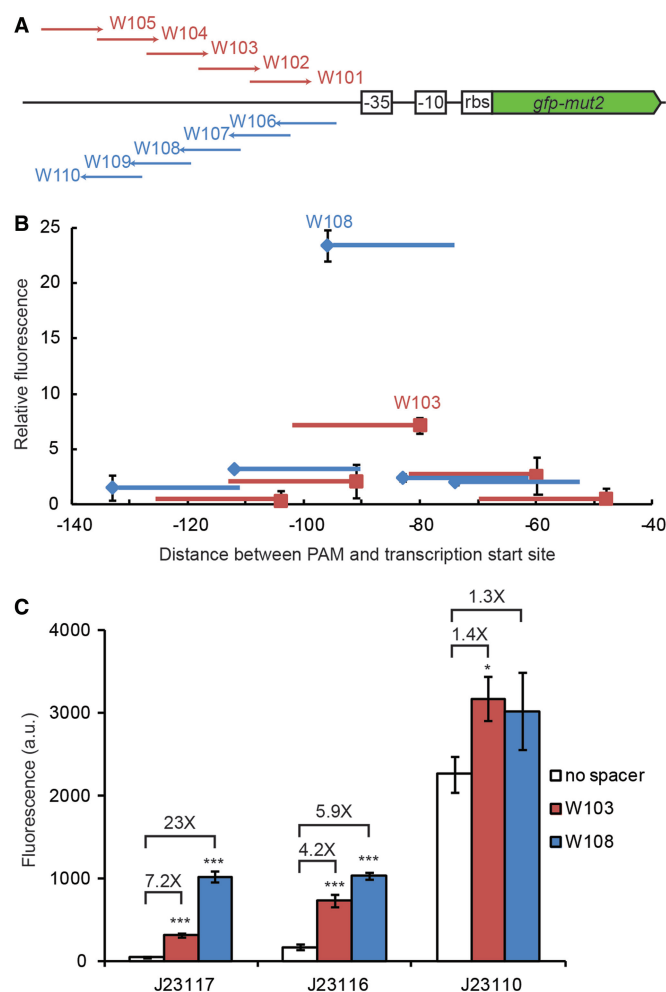 A
W105
W104
W103
W102
W101
-35
-10
rbs
gfp-mut2
W106
W107
W108
W109
W110
B
Relative fluorescence
25
20
15
10
5
0
W108
W103
-140
-120
-100
-80
-60
-40
Distance between PAM and transcription start site
C
Fluorescence (a.u.)
4000
3000
2000
1000
0
23X
7.2X
***
***
5.9X
4.2X
***
***
1.3X
1.4X
*
no spacer
W103
W108
J23117
J23116
J23110